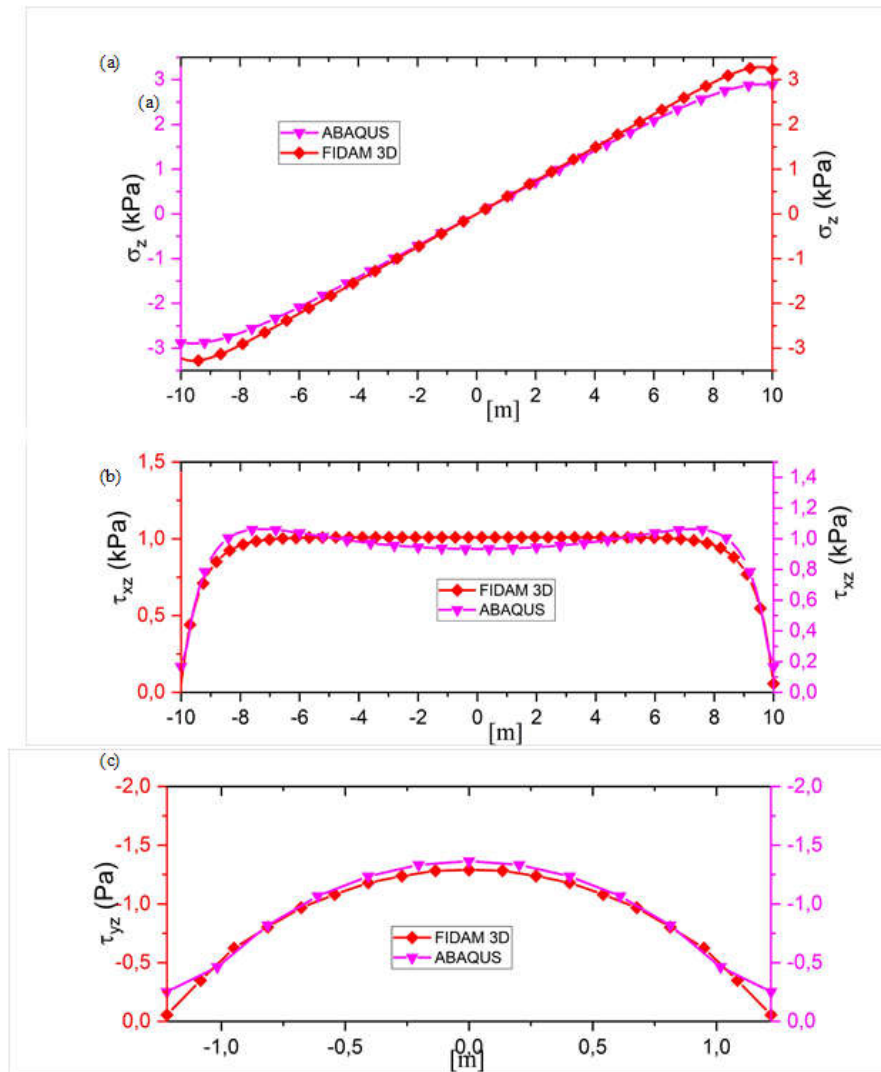 (a)
(a)
σz (kPa)
3
2
1
0
-1
-2
-3
ABAQUS
FIDAM 3D
3
2
1
0
-1
-2
-3
σz (kPa)
-10 -8 -6 -4 -2 0 2 4 6 8 10
[m]
(b)
τxz (kPa)
1,5
1,0
0,5
0,0
FIDAM 3D
ABAQUS
1,4
1,2
1,0
0,8
0,6
0,4
0,2
0,0
τxz (kPa)
-10 -8 -6 -4 -2 0 2 4 6 8 10
[m]
(c)
τyz (Pa)
-2,0
-1,5
-1,0
-0,5
0,0
FIDAM 3D
ABAQUS
-2,0
-1,5
-1,0
-0,5
0,0
-1,0 -0,5 0,0 0,5 1,0
[m]